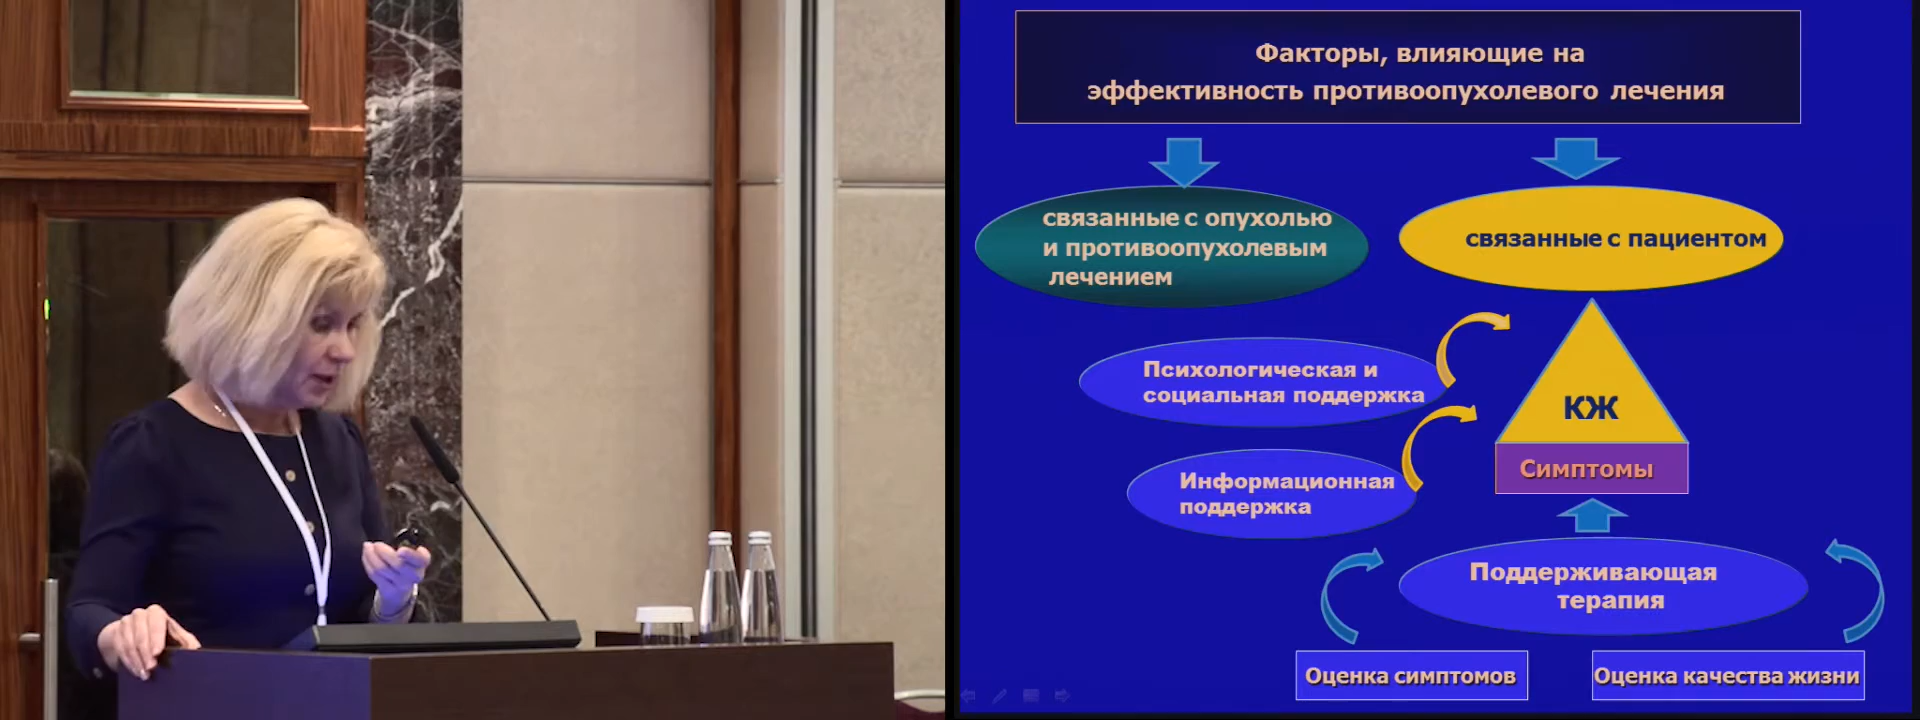 Факторы, влияющие на
эффективность противоопухолевого лечения
связанные с опухолью
и противоопухолевым
лечением
связанные с пациентом
Психологическая и
социальная поддержка
КЖ
Симптомы
Информационная
поддержка
Поддерживающая
терапия
Оценка симптомов
Оценка качества жизни